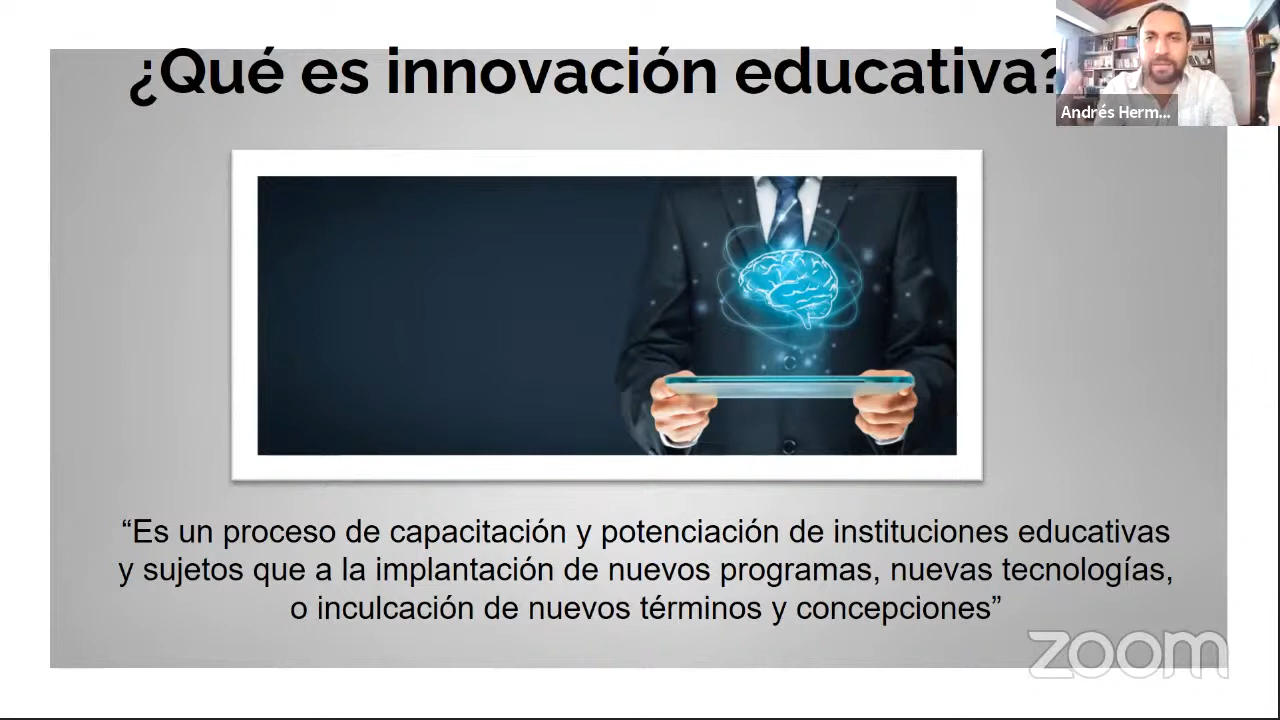 ¿Qué es innovación educativa?
Andrés Herm...
“Es un proceso de capacitación y potenciación de instituciones educativas
y sujetos que a la implantación de nuevos programas, nuevas tecnologías,
o inculcación de nuevos términos y concepciones”
zoom